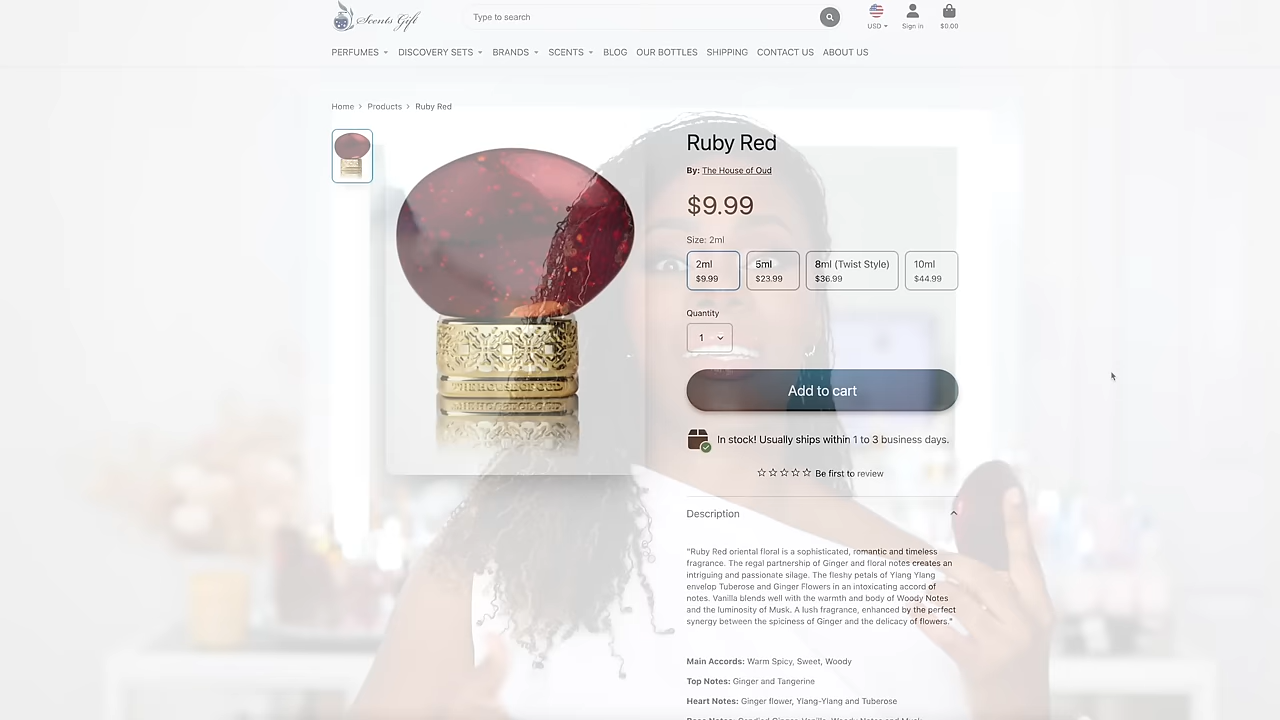 Scents Gift
Type to search
USD
Sign in
$0.00
PERFUMES DISCOVERY SETS BRANDS SCENTS BLOG OUR BOTTLES SHIPPING CONTACT US ABOUT US
Home > Products > Ruby Red
Ruby Red
By: The House of Oud
$9.99
Size: 2ml
2ml 5ml 8ml (Twist Style) 10ml
$9.99 $23.99 $36.99 $44.99
Quantity
1
THE HOUSE OF OUD
Add to cart
In stock! Usually ships within 1 to 3 business days.
Be first to review
Description
"Ruby Red oriental floral is a sophisticated, romantic and timeless
fragrance. The regal partnership of Ginger and floral notes creates an
intriguing and passionate silage. The fleshy petals of Ylang Ylang
envelop Tuberose and Ginger Flowers in an intoxicating accord of
notes. Vanilla blends well with the warmth and body of Woody Notes
and the luminosity of Musk. A lush fragrance, enhanced by the perfect
synergy between the spiciness of Ginger and the delicacy of flowers."
Main Accords: Warm Spicy, Sweet, Woody
Top Notes: Ginger and Tangerine
Heart Notes: Ginger flower, Ylang-Ylang and Tuberose